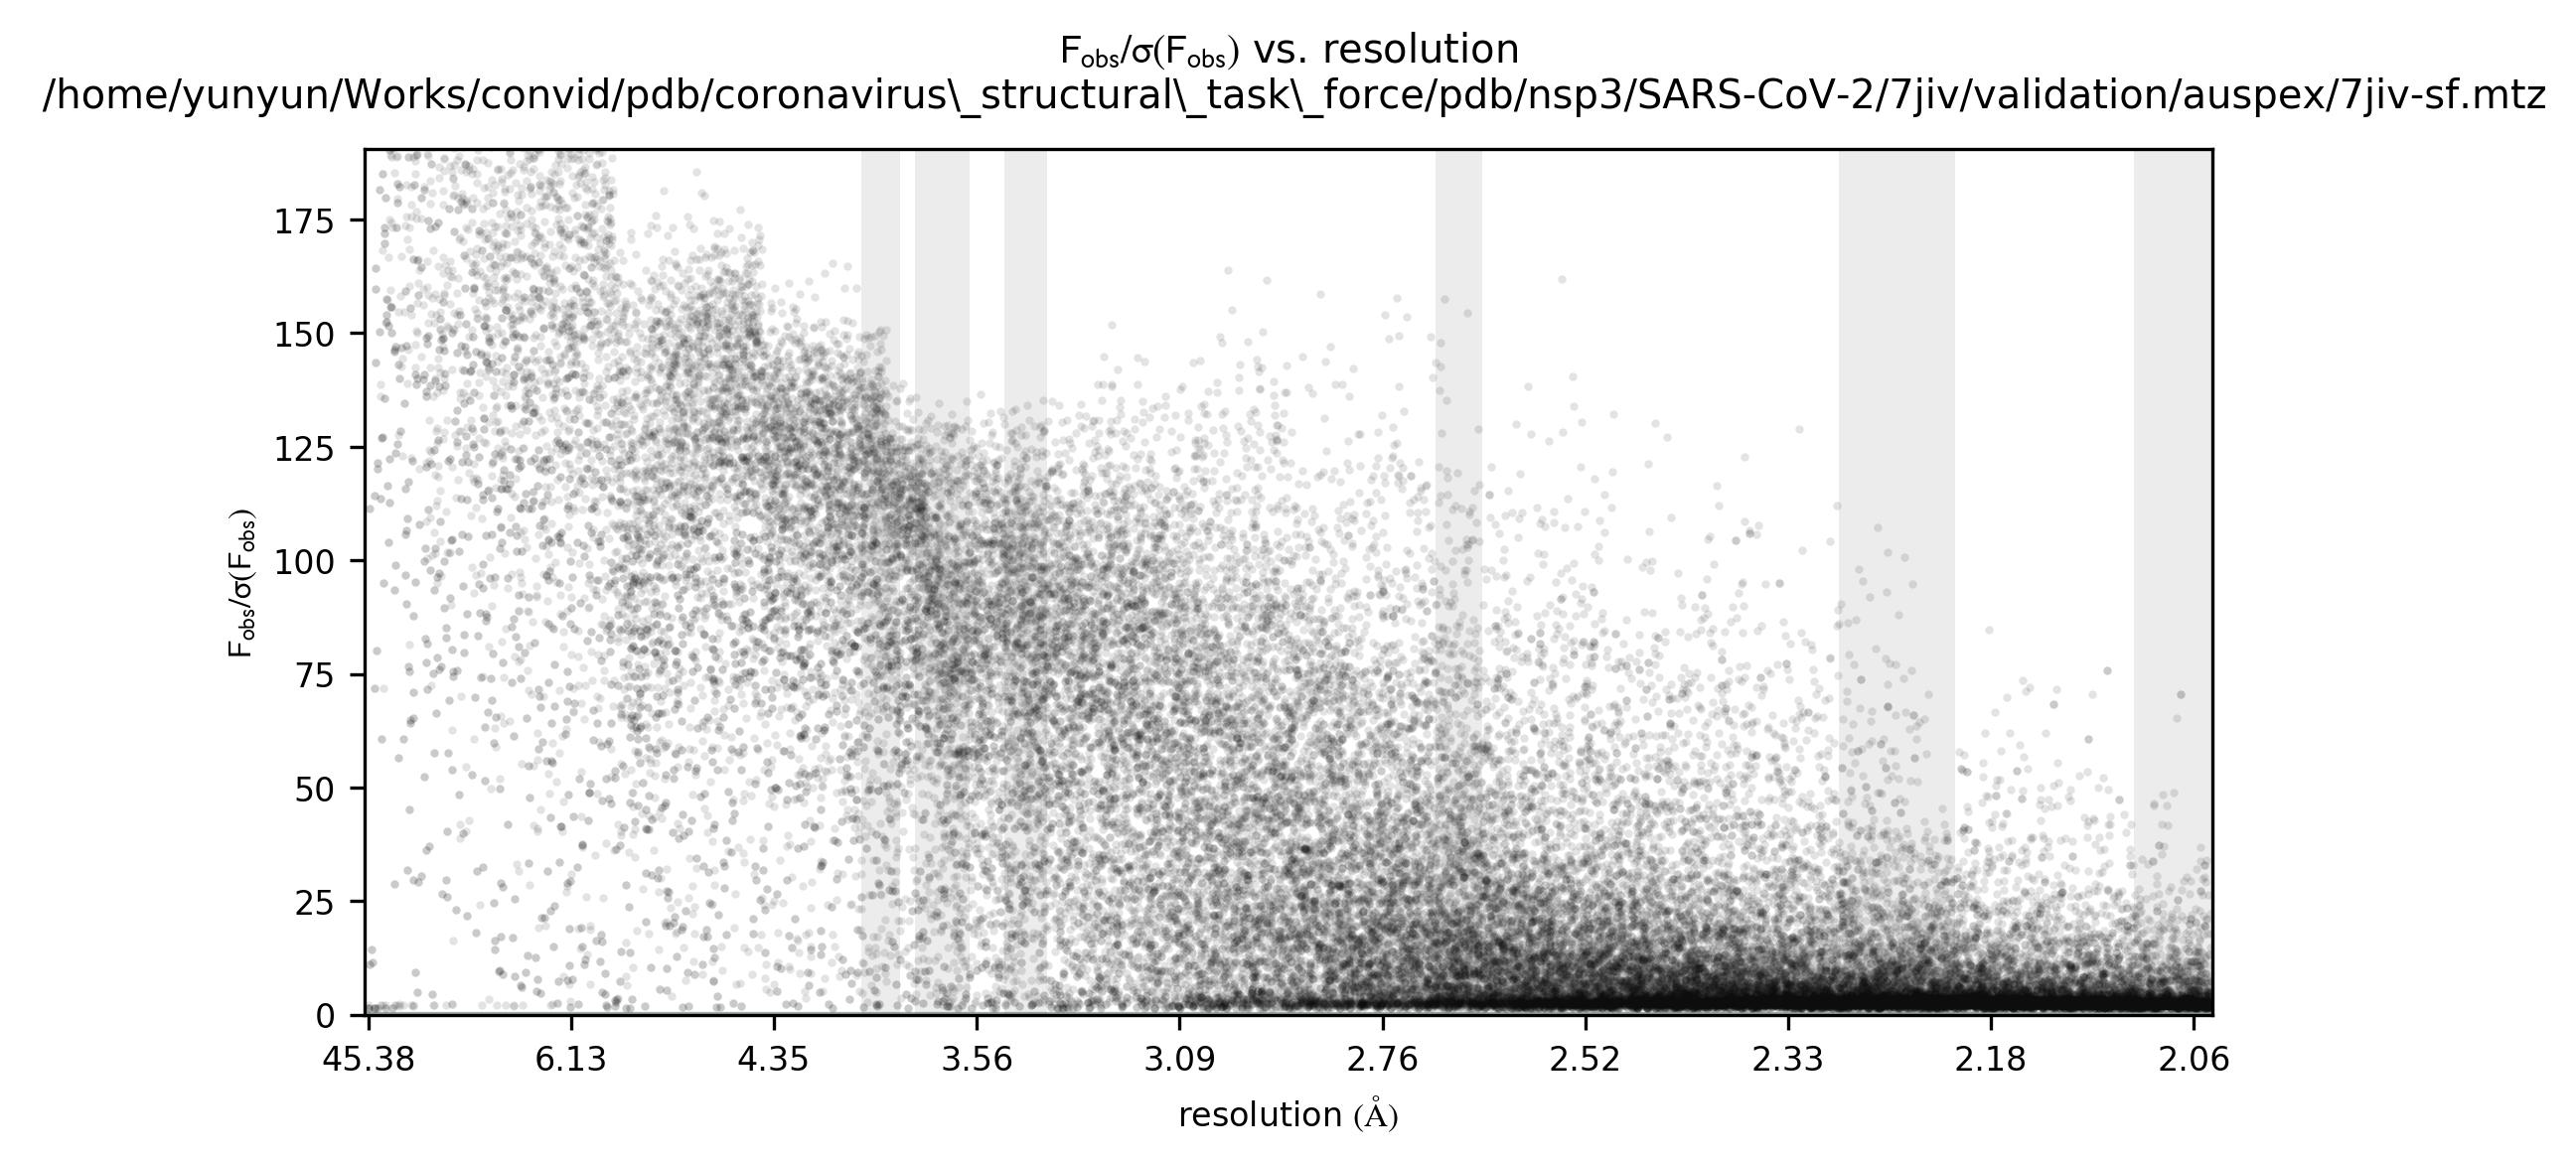 Fobs/σ(Fobs) vs. resolution
/home/yunyun/Works/convid/pdb/coronavirus\_structural\_task\_force/pdb/nsp3/SARS-CoV-2/7jiv/validation/auspex/7jiv-sf.mtz
Fobs/σ(Fobs)
175
150
125
100
75
50
25
0
45.38 6.13 4.35 3.56 3.09 2.76 2.52 2.33 2.18 2.06
resolution (Å)